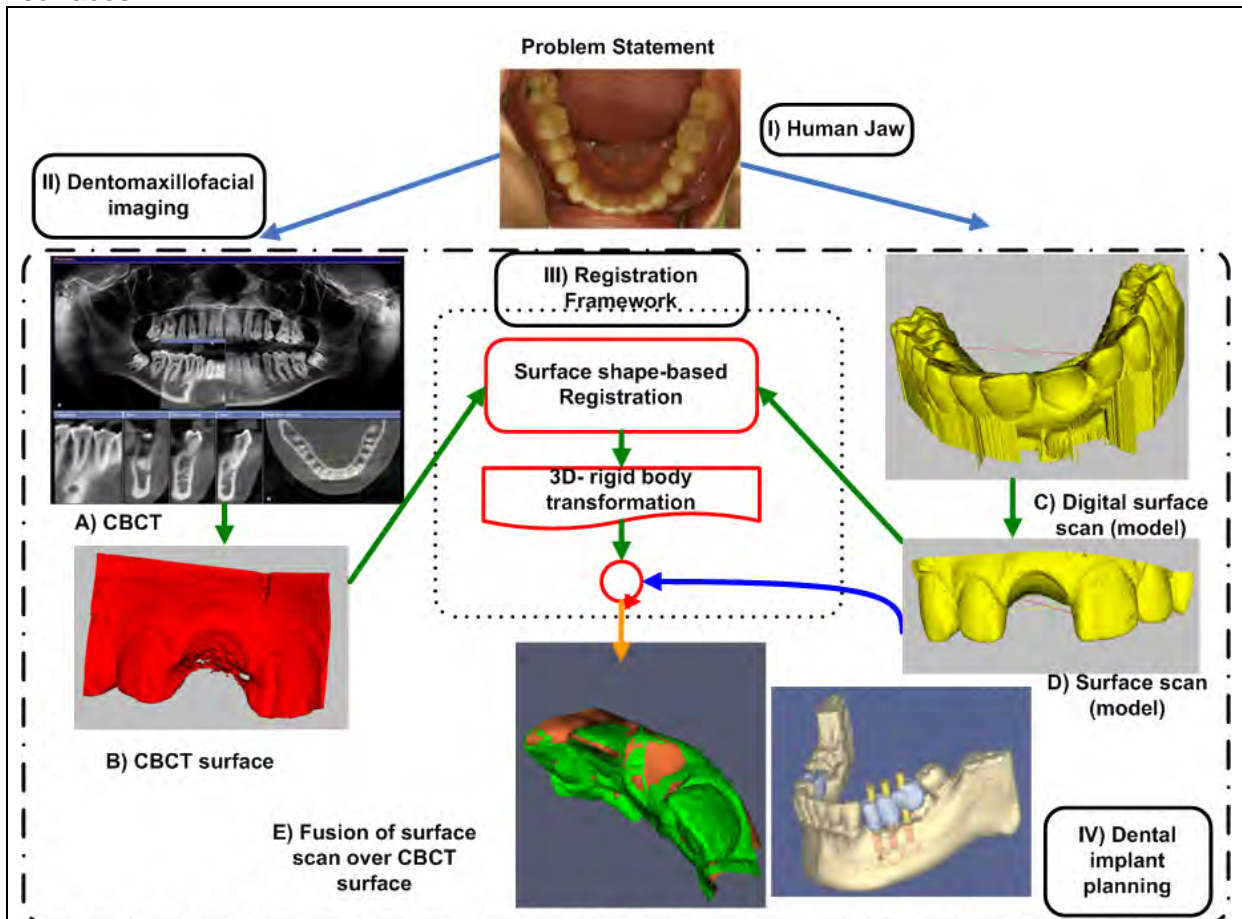 Problem Statement
I) Human Jaw
II) Dentomaxillofacial
imaging
III) Registration
Framework
Surface shape-based
Registration
3D- rigid body
transformation
A) CBCT
C) Digital surface
scan (model)
B) CBCT surface
D) Surface scan
(model)
E) Fusion of surface
scan over CBCT
surface
IV) Dental
implant
planning